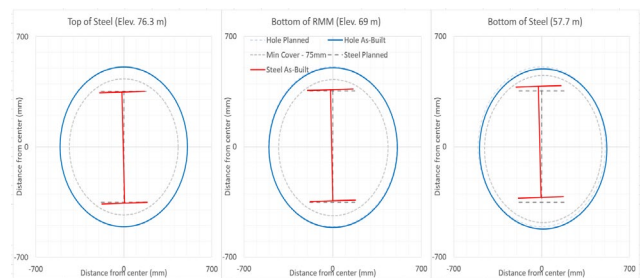 Top of Steel (Elev. 76.3 m)
700
0
-700
-700
0
700
Distance from center (mm)
Distance from center (mm)
Bottom of RMM (Elev. 69 m)
700
Hole Planned
Hole As-Built
Min Cover - 75mm
Steel Planned
Steel As-Built
0
-700
-700
0
700
Distance from center (mm)
Distance from center (mm)
Bottom of Steel (57.7 m)
700
0
-700
-700
0
700
Distance from center (mm)
Distance from center (mm)